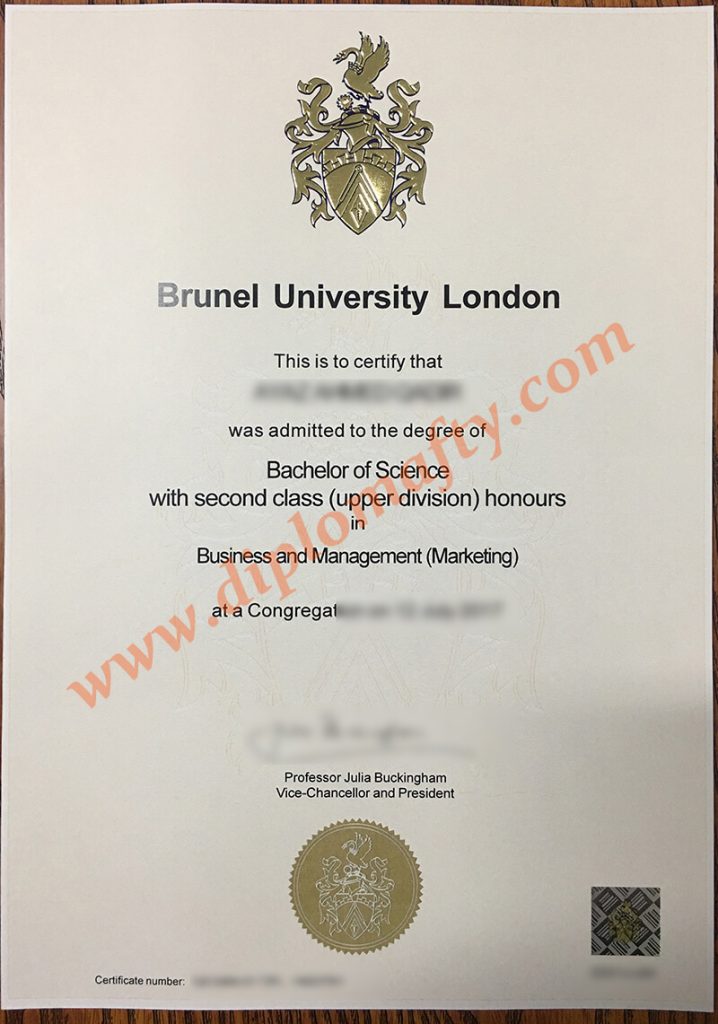 Brunel University London
This is to certify that
was admitted to the degree of
Bachelor of Science
with second class (upper division) honours
in
Business and Management (Marketing)
at a Congregat
www.diplomafty.com
Professor Julia Buckingham
Vice-Chancellor and President
Certificate number: